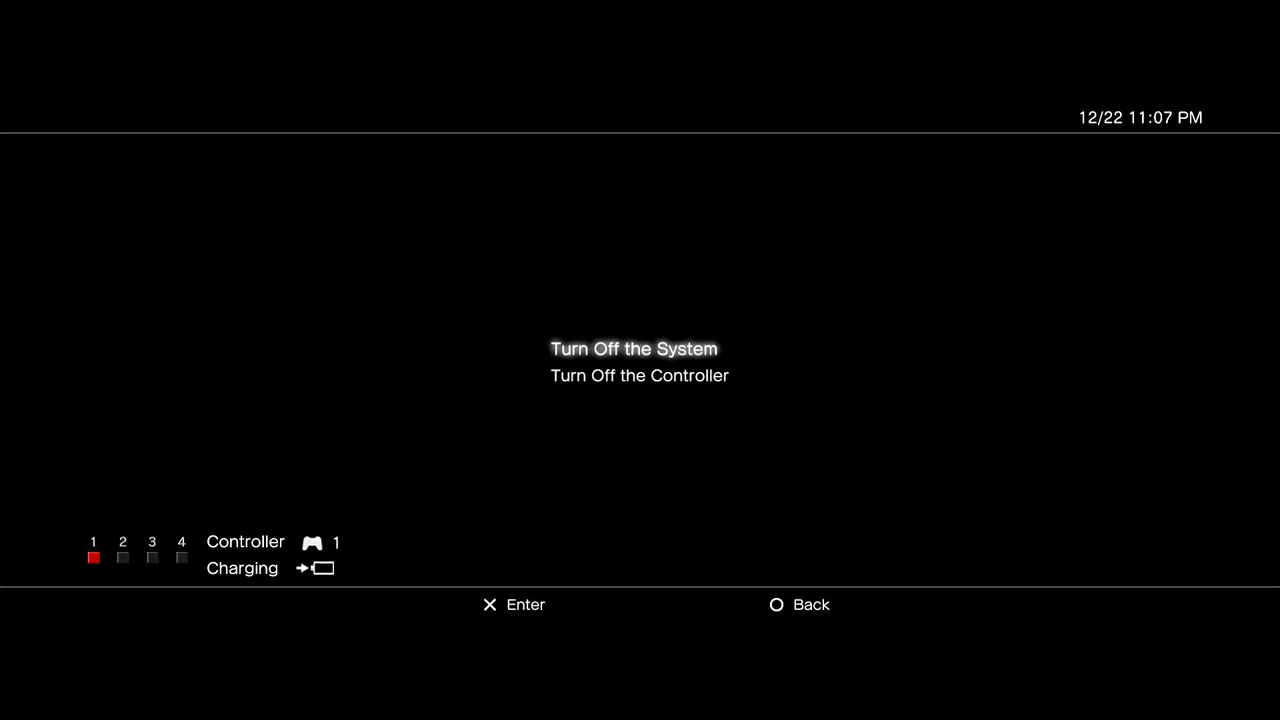 12/22 11:07 PM
Turn Off the System
Turn Off the Controller
1 2 3 4 Controller 1
Charging
Enter Back